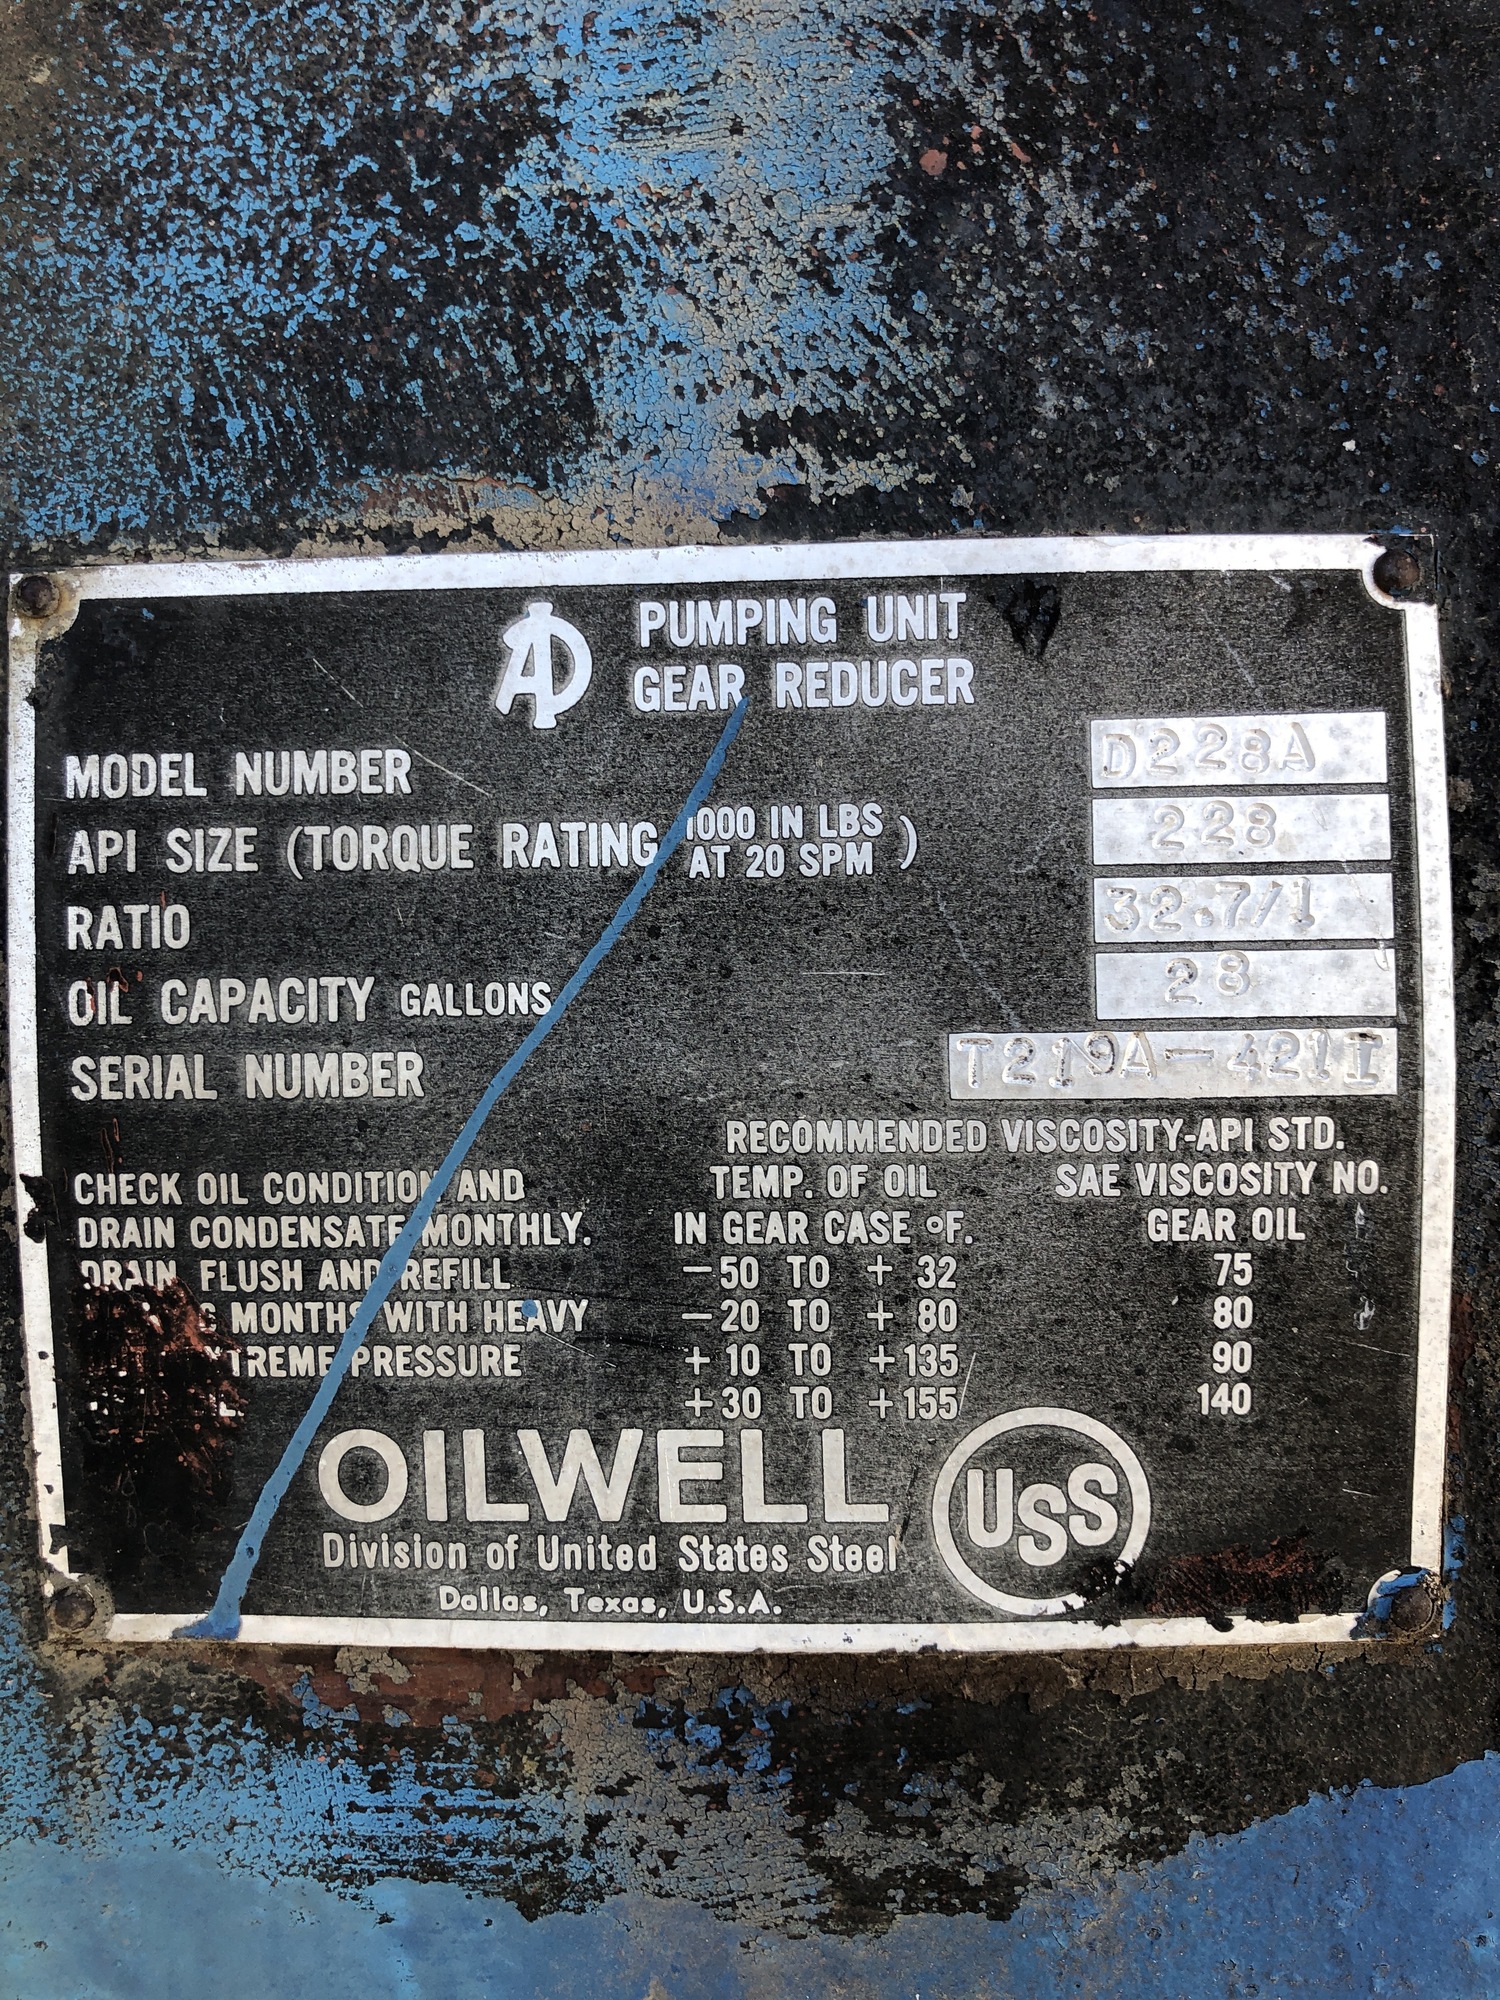 PUMPING UNIT
GEAR REDUCER
MODEL NUMBER D228A
API SIZE (TORQUE RATING 1000 IN LBS AT 20 SPM) 228
RATIO 32.7/1
OIL CAPACITY GALLONS 28
SERIAL NUMBER T219A-421I
RECOMMENDED VISCOSITY-API STD.
CHECK OIL CONDITION AND TEMP. OF OIL SAE VISCOSITY NO.
DRAIN CONDENSATE MONTHLY. IN GEAR CASE °F. GEAR OIL
DRAIN, FLUSH AND REFILL -50 TO + 32 75
6 MONTHS WITH HEAVY -20 TO + 80 80
PRESSURE +10 TO +135 90
+30 TO +155 140
OILWELL USS
Division of United States Steel
Dallas, Texas, U.S.A.